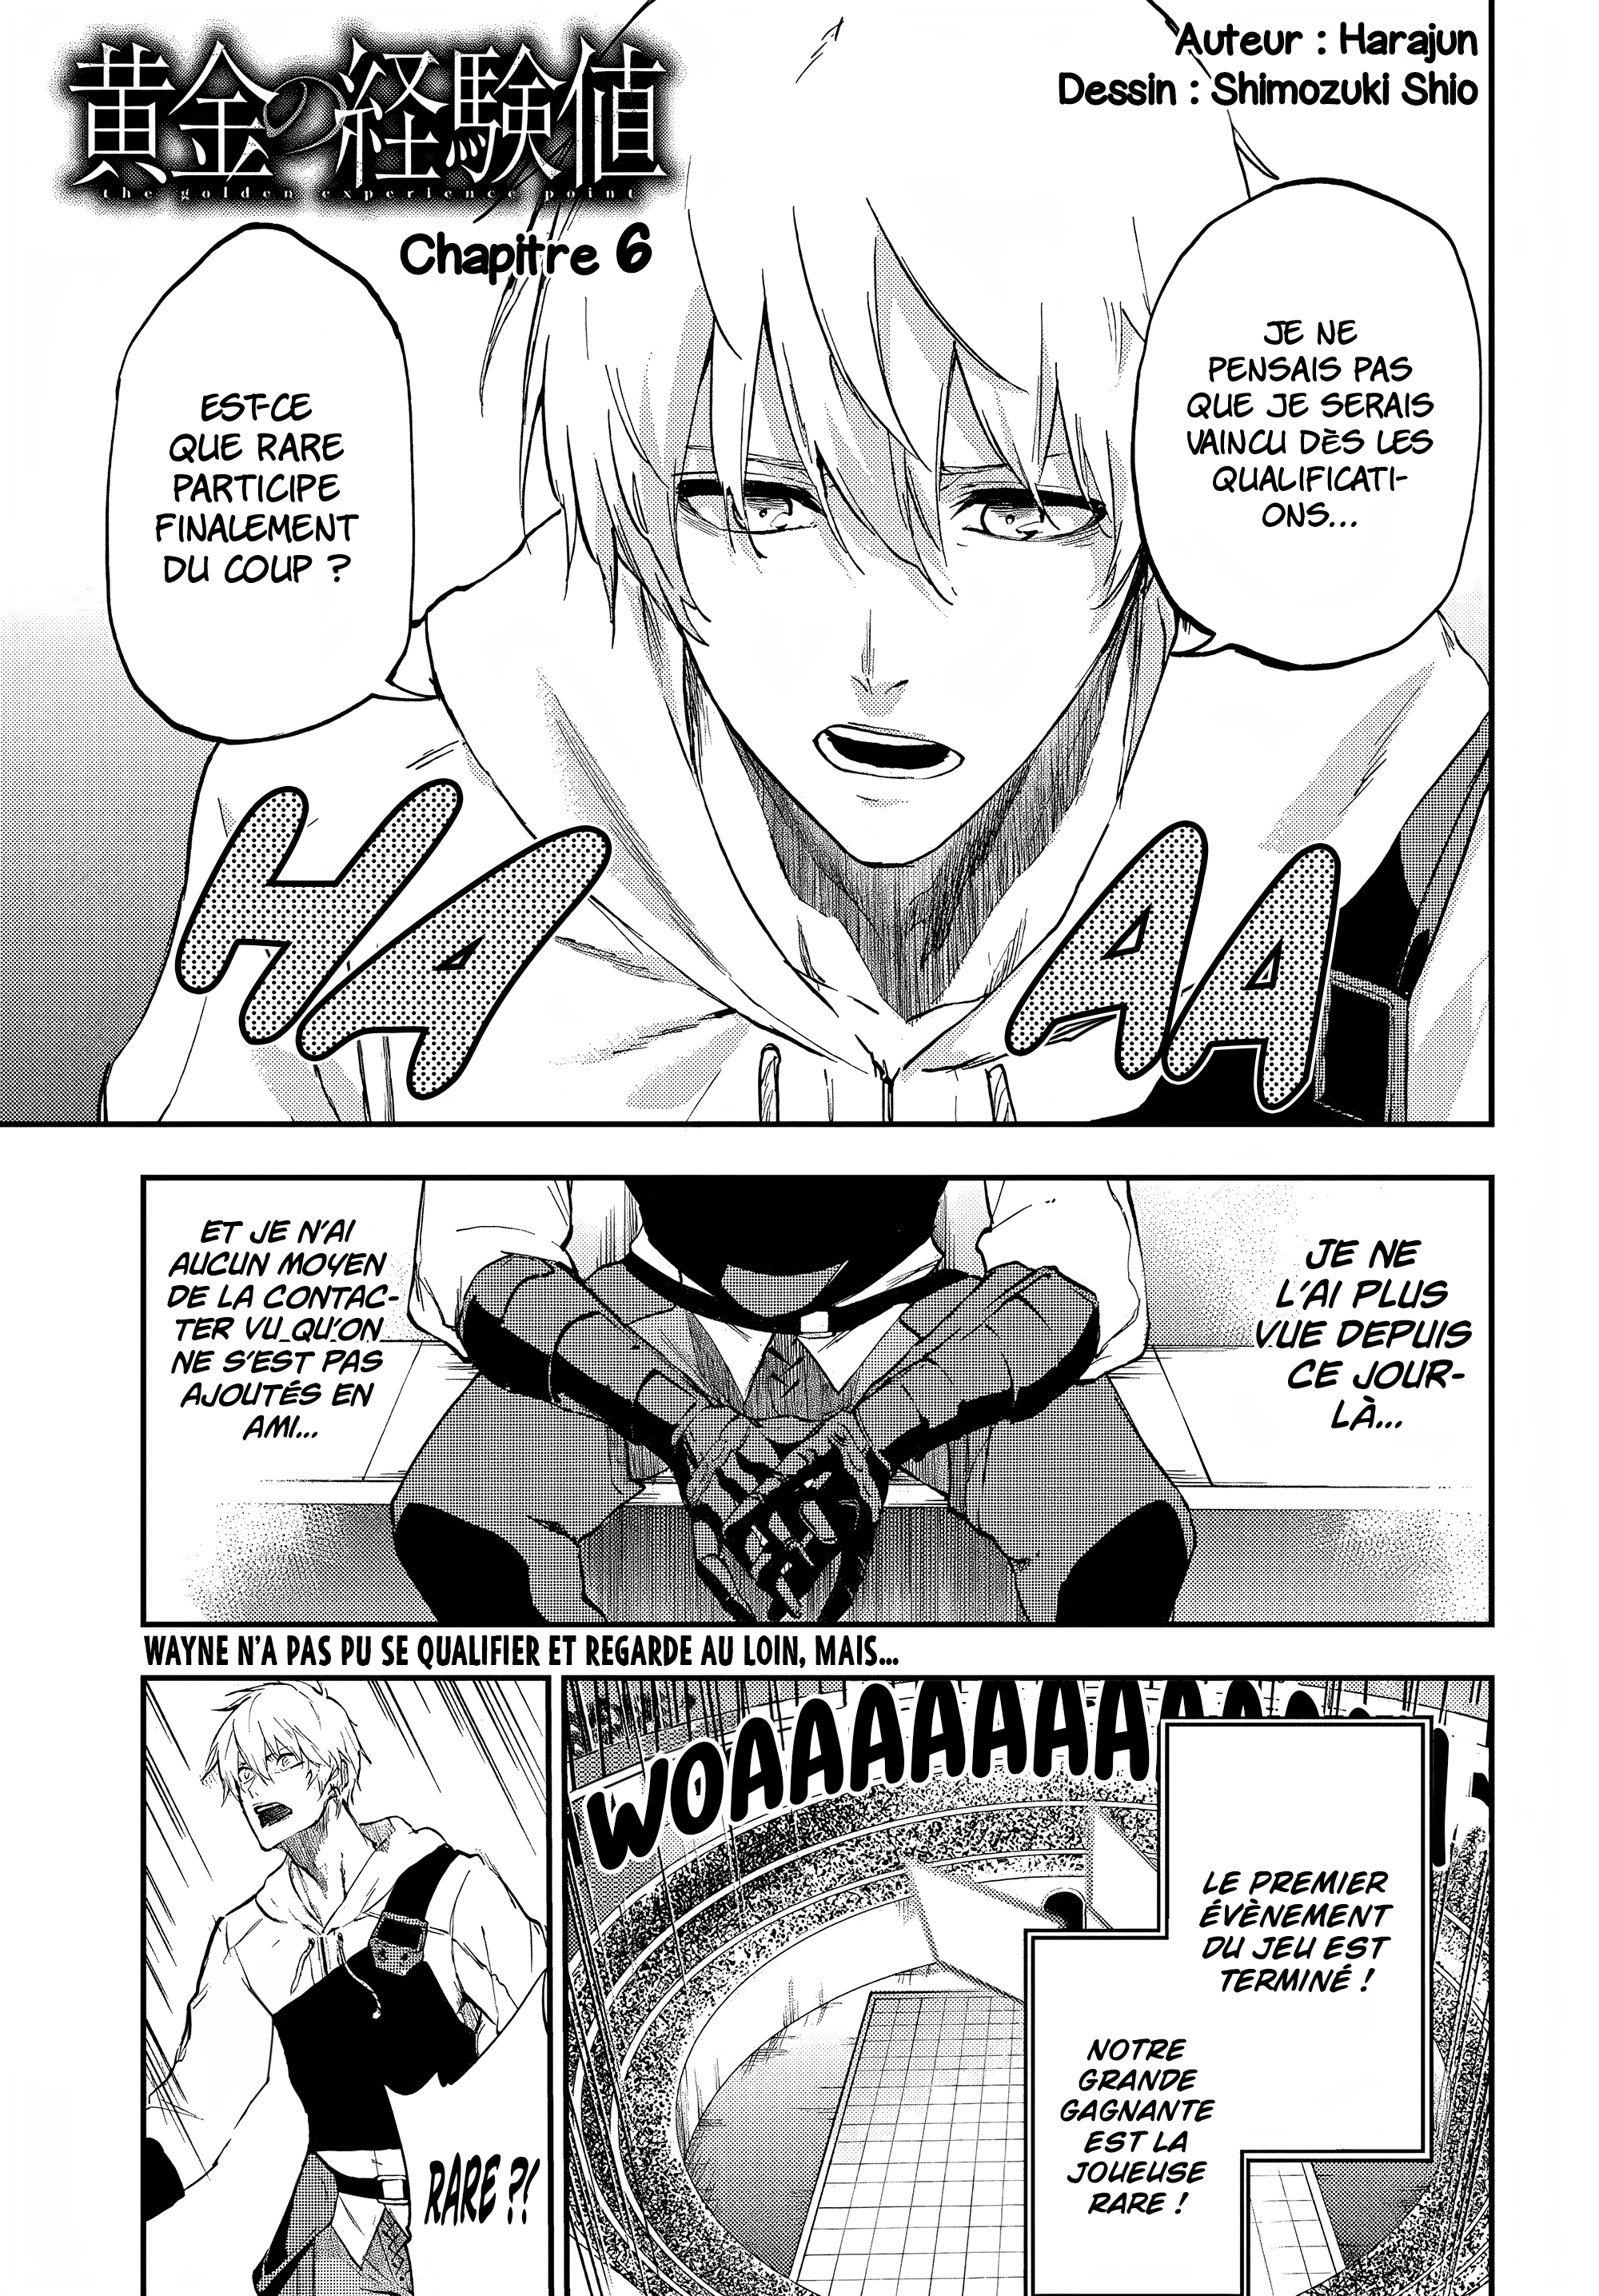 黄金の経験値
the golden experience point
Chapitre 6
Auteur : Harajun
Dessin : Shimozuki Shio
JE NE
PENSAIS PAS
QUE JE SERAIS
VAINCU DÈS LES
QUALIFICATI-
ONS...
EST-CE
QUE RARE
PARTICIPE
FINALEMENT
DU COUP ?
HA
AA
JE NE
L'AI PLUS
VUE DEPUIS
CE JOUR-
LÀ...
ET JE N'AI
AUCUN MOYEN
DE LA CONTAC-
TER VU QU'ON
NE S'EST PAS
AJOUTÉS EN
AMI...
WAYNE N'A PAS PU SE QUALIFIER ET REGARDE AU LOIN, MAIS...
WOAAAAAAAAA
LE PREMIER
ÉVÈNEMENT
DU JEU EST
TERMINÉ !
NOTRE
GRANDE
GAGNANTE
EST LA
JOUEUSE
RARE !
RARE ?!